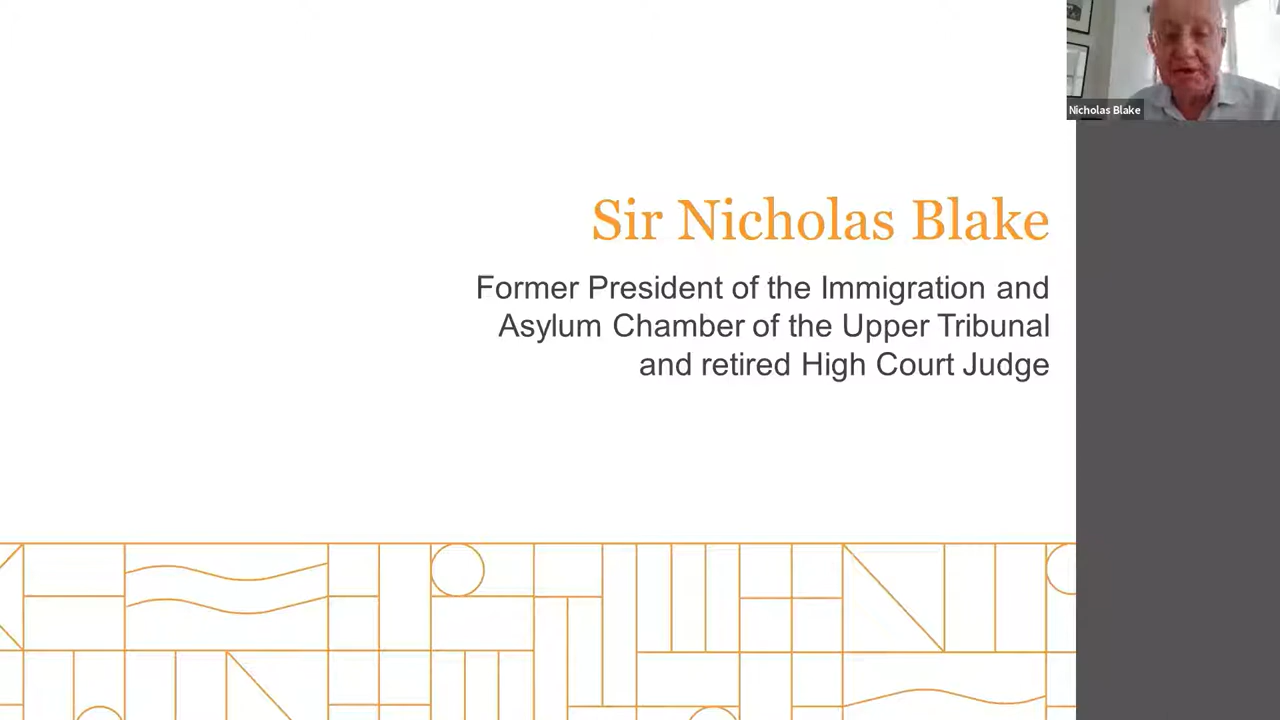 Nicholas Blake
Sir Nicholas Blake
Former President of the Immigration and
Asylum Chamber of the Upper Tribunal
and retired High Court Judge